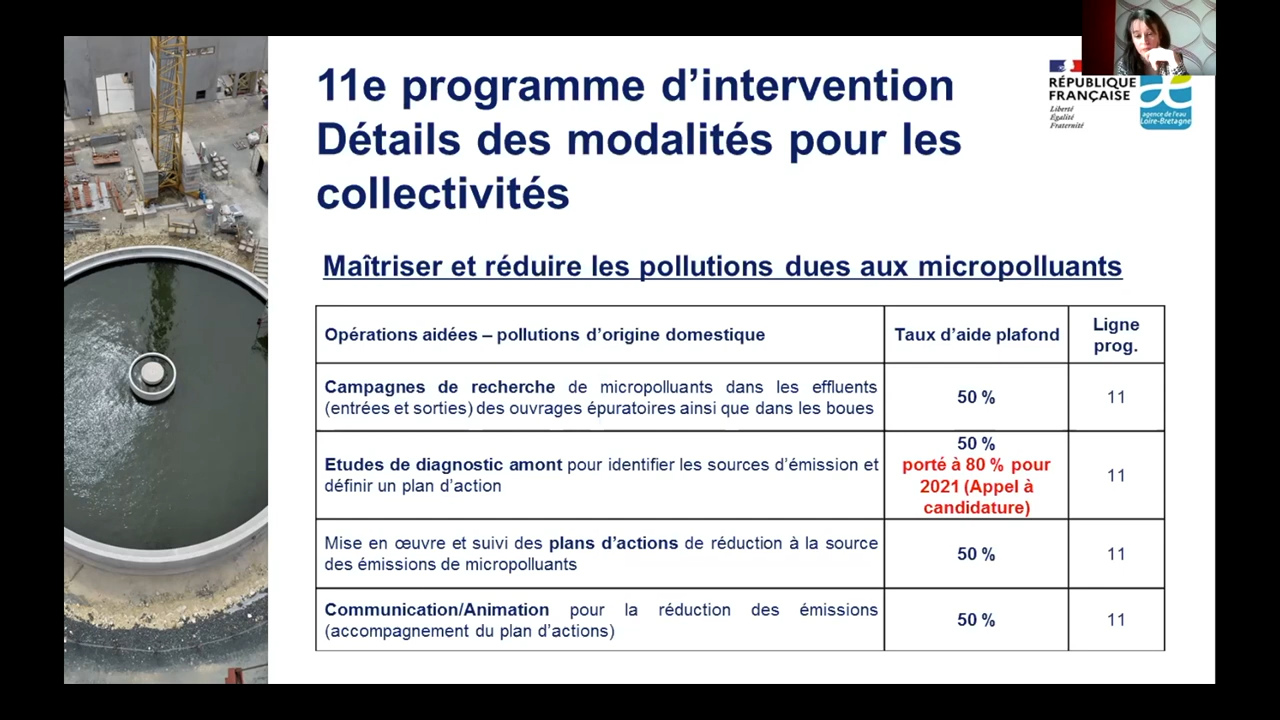 11e programme d’intervention
Détails des modalités pour les
collectivités
RÉPUBLIQUE
FRANÇAISE
Liberté
Égalité
Fraternité
agence de l'eau
Loire-Bretagne
Maîtriser et réduire les pollutions dues aux micropolluants
Opérations aidées – pollutions d’origine domestique
Taux d’aide plafond
Ligne
prog.
Campagnes de recherche de micropolluants dans les effluents
(entrées et sorties) des ouvrages épuratoires ainsi que dans les boues
50 %
11
Etudes de diagnostic amont pour identifier les sources d’émission et
définir un plan d’action
50 %
porté à 80 % pour
2021 (Appel à
candidature)
11
Mise en œuvre et suivi des plans d’actions de réduction à la source
des émissions de micropolluants
50 %
11
Communication/Animation pour la réduction des émissions
(accompagnement du plan d’actions)
50 %
11